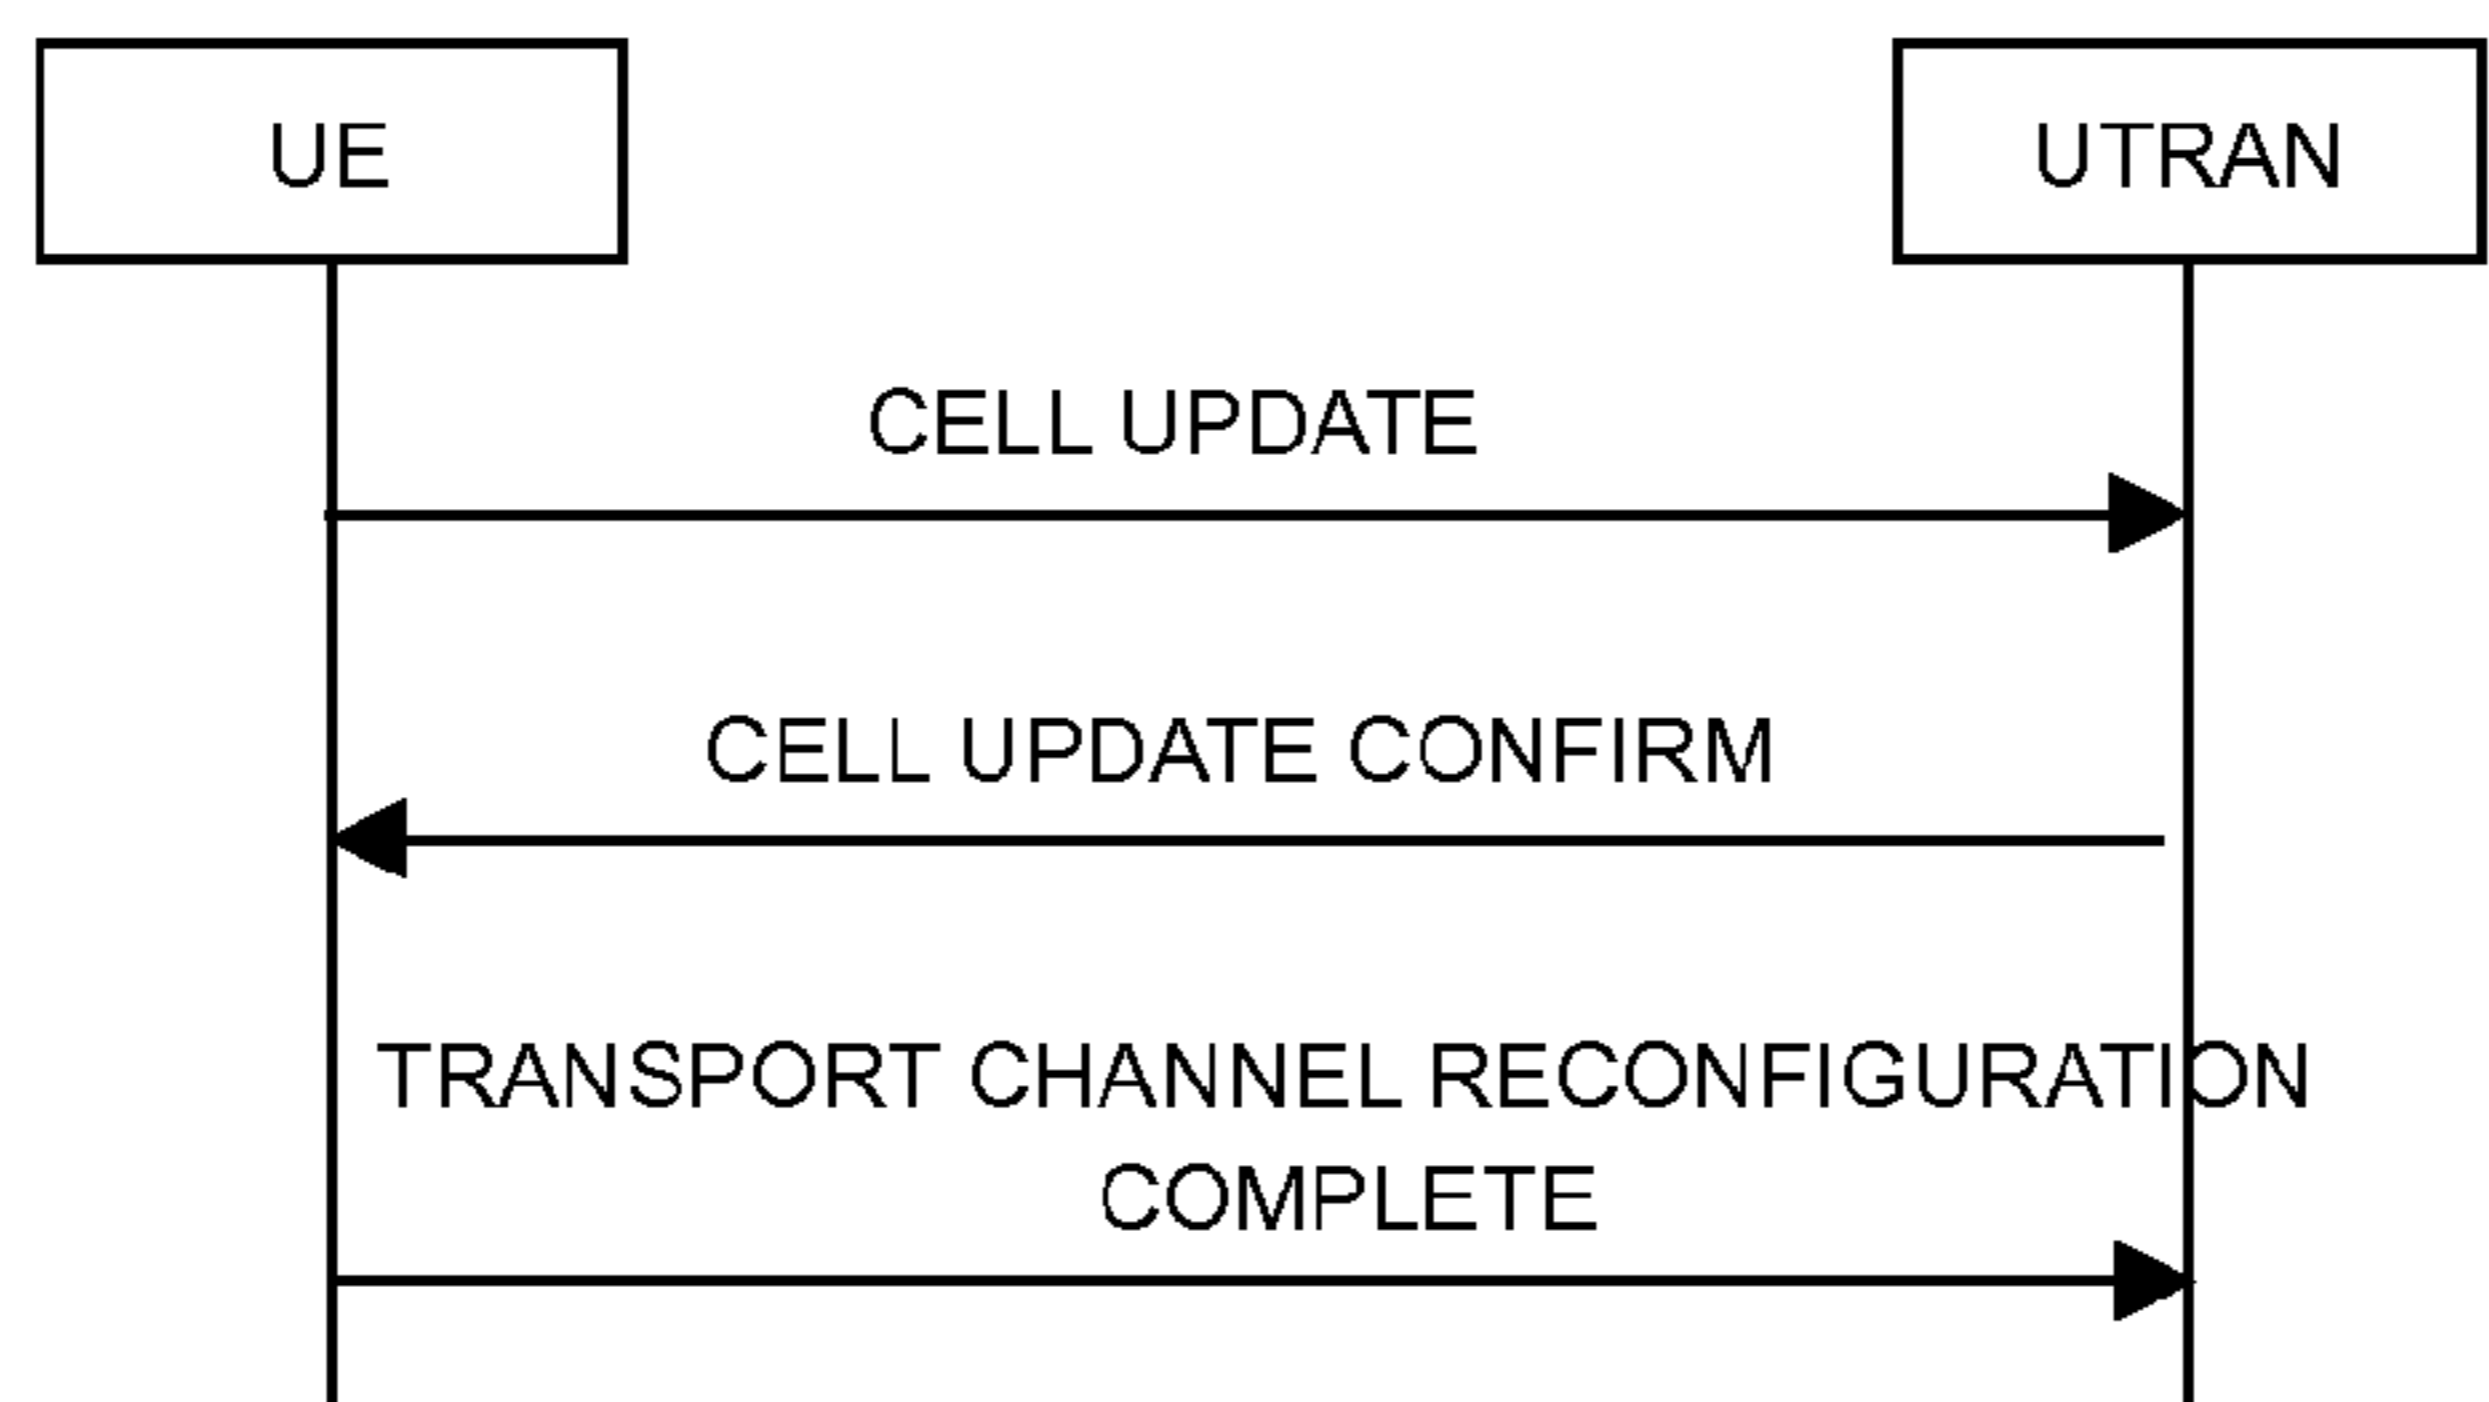 UE
UTRAN
CELL UPDATE
CELL UPDATE CONFIRM
TRANSPORT CHANNEL RECONFIGURATION
COMPLETE